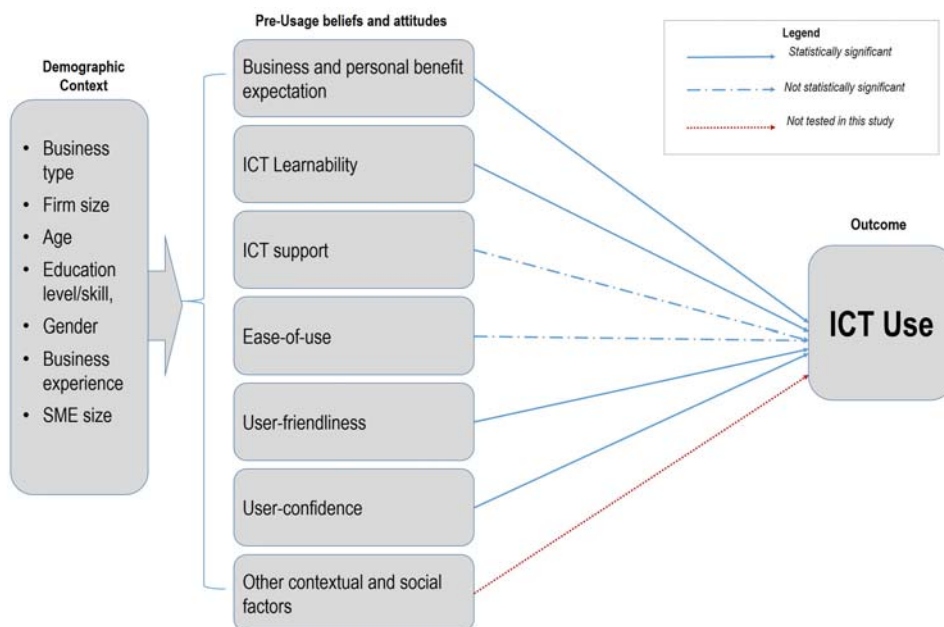 Pre-Usage beliefs and attitudes
Legend
Statistically significant
Not statistically significant
Not tested in this study
Demographic
Context
• Business
type
• Firm size
• Age
• Education
level/skill,
• Gender
• Business
experience
• SME size
Business and personal benefit
expectation
ICT Learnability
ICT support
Ease-of-use
User-friendliness
User-confidence
Other contextual and social
factors
Outcome
ICT Use